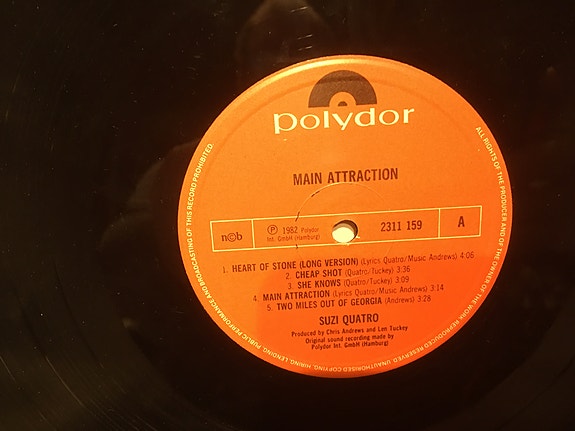 polydor
MAIN ATTRACTION
n©b
℗ 1982 Polydor
Int. GmbH (Hamburg)
2311 159
A
1. HEART OF STONE (LONG VERSION) (Lyrics Quatro/Music Andrews) 4:06
2. CHEAP SHOT (Quatro/Tuckey) 3:36
3. SHE KNOWS (Quatro/Tuckey) 3:09
4. MAIN ATTRACTION (Lyrics Quatro/Music Andrews) 3:14
5. TWO MILES OUT OF GEORGIA (Andrews) 3:28
SUZI QUATRO
Produced by Chris Andrews and Len Tuckey
Original sound recording made by
Polydor Int. GmbH (Hamburg)
ALL RIGHTS OF THE PRODUCER AND OF THE OWNER OF THE WORK REPRODUCED RESERVED. UNAUTHORISED COPYING, HIRING, LENDING, PUBLIC PERFORMANCE AND BROADCASTING OF THIS RECORD PROHIBITED.